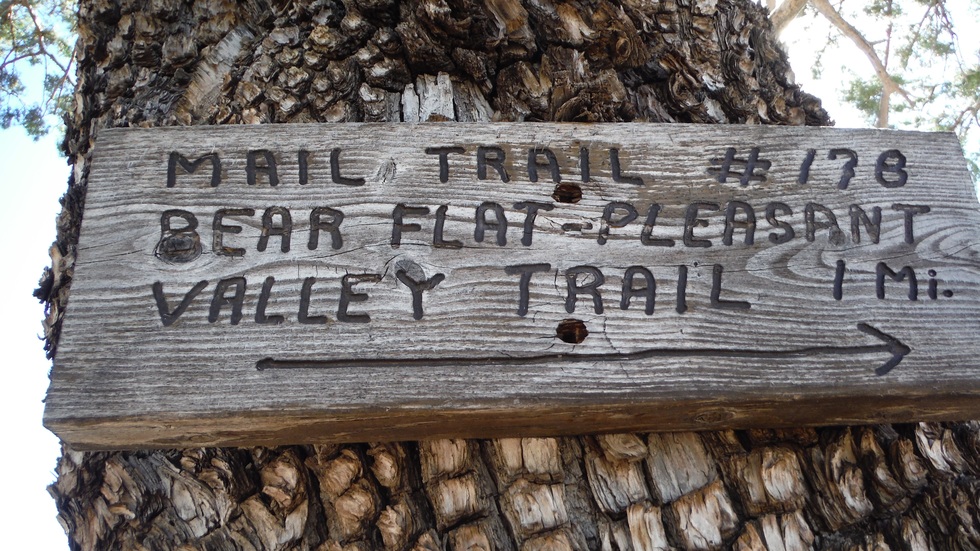 MAIL TRAIL #178
BEAR FLAT-PLEASANT
VALLEY TRAIL 1 Mi.